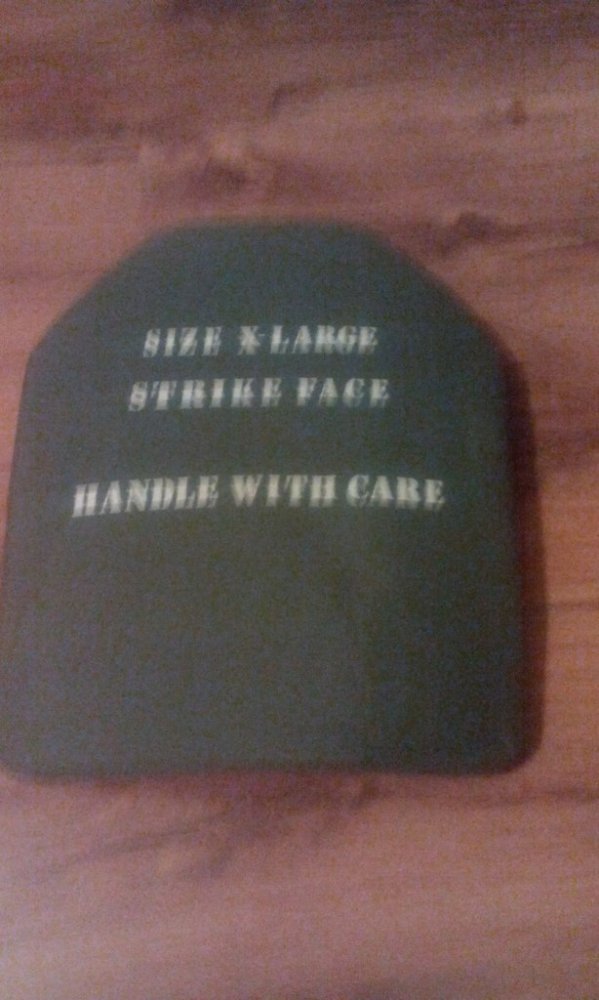 SIZE X-LARGE
STRIKE FACE
HANDLE WITH CARE